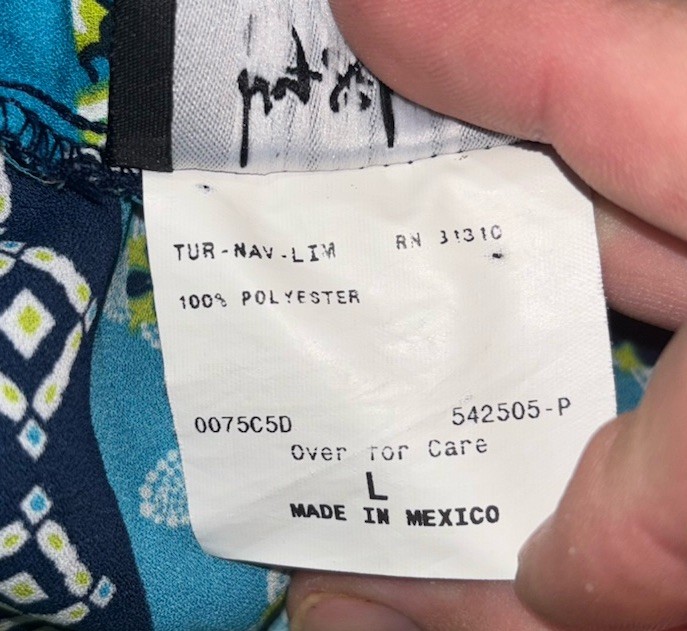 TUR-NAV-LIM RN 31310
100% POLYESTER
0075C5D 542505-P
Over for Care
L
MADE IN MEXICO